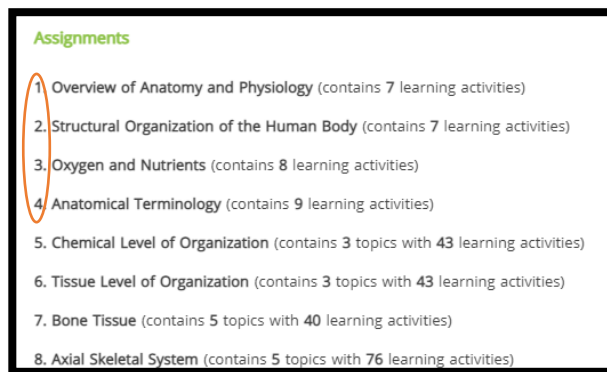 Assignments
1. Overview of Anatomy and Physiology (contains 7 learning activities)
2. Structural Organization of the Human Body (contains 7 learning activities)
3. Oxygen and Nutrients (contains 8 learning activities)
4. Anatomical Terminology (contains 9 learning activities)
5. Chemical Level of Organization (contains 3 topics with 43 learning activities)
6. Tissue Level of Organization (contains 3 topics with 43 learning activities)
7. Bone Tissue (contains 5 topics with 40 learning activities)
8. Axial Skeletal System (contains 5 topics with 76 learning activities)